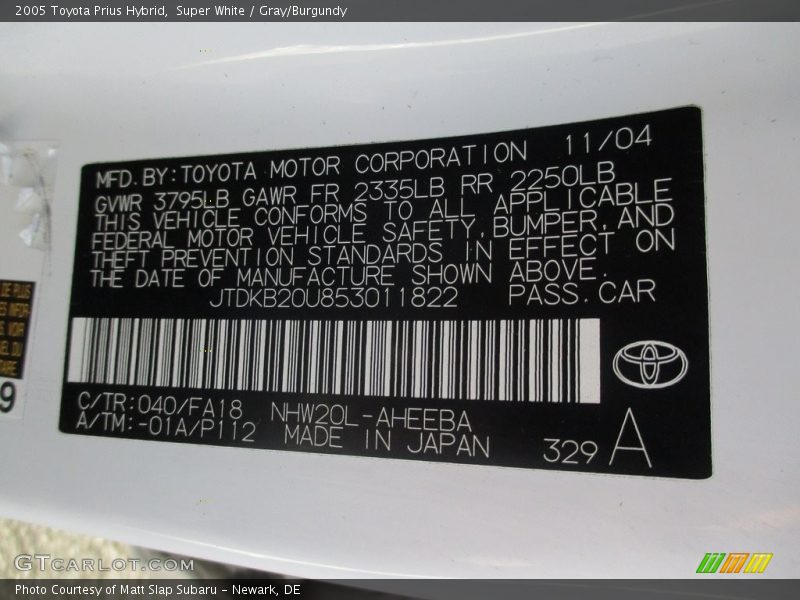 2005 Toyota Prius Hybrid, Super White / Gray/Burgundy
MFD.BY:TOYOTA MOTOR CORPORATION 11/04
GVWR 3795LB GAWR FR 2335LB RR 2250LB
THIS VEHICLE CONFORMS TO ALL APPLICABLE
FEDERAL MOTOR VEHICLE SAFETY,BUMPER,AND
THEFT PREVENTION STANDARDS IN EFFECT ON
THE DATE OF MANUFACTURE SHOWN ABOVE.
JTDKB20U853011822 PASS.CAR
C/TR:040/FA18 NHW20L-AHEEBA
A/TM:-01A/P112 MADE IN JAPAN 329 A
9
GTCARLOT.COM
Photo Courtesy of Matt Slap Subaru - Newark, DE